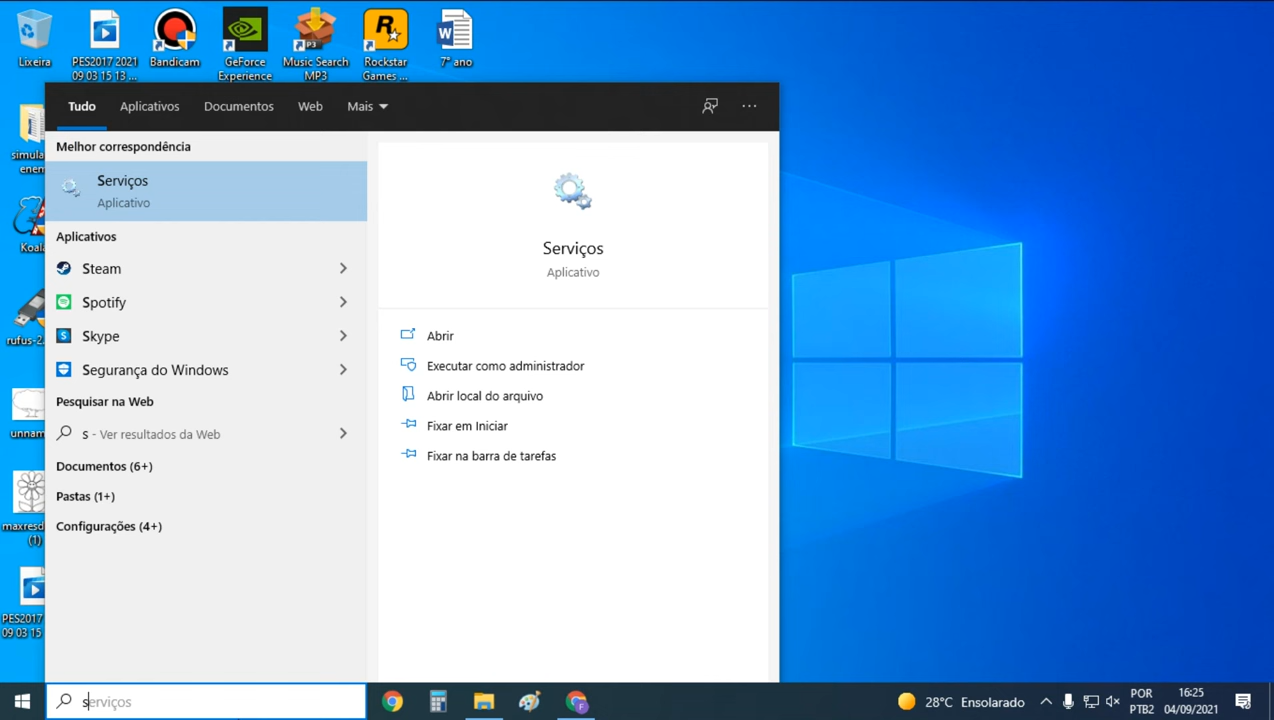 Lixeira
PES2017 2021
09 03 15 13 ...
Bandicam
GeForce
Experience
Music Search
MP3
Rockstar
Games ...
7° ano
Tudo
Aplicativos
Documentos
Web
Mais
Melhor correspondência
Serviços
Aplicativo
Aplicativos
Steam
Spotify
Skype
Segurança do Windows
Pesquisar na Web
s - Ver resultados da Web
Documentos (6+)
Pastas (1+)
Configurações (4+)
Serviços
Aplicativo
Abrir
Executar como administrador
Abrir local do arquivo
Fixar em Iniciar
Fixar na barra de tarefas
simula
enem
Koala
rufus-2.
unnam
maxresd
(1)
PES2017
09 03 15
serviços
28°C Ensolarado
POR
PTB2
16:25
04/09/2021